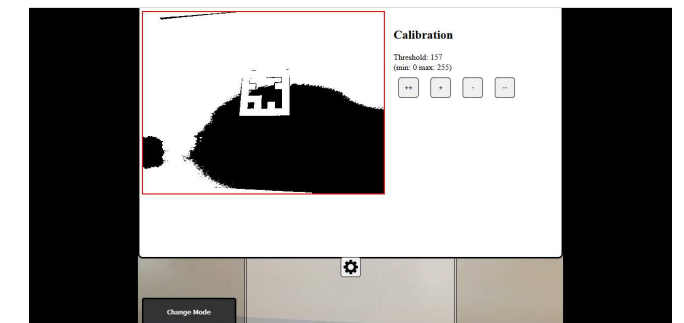 Calibration
Threshold: 157
(min: 0 max: 255)
++ + - --
Change Mode